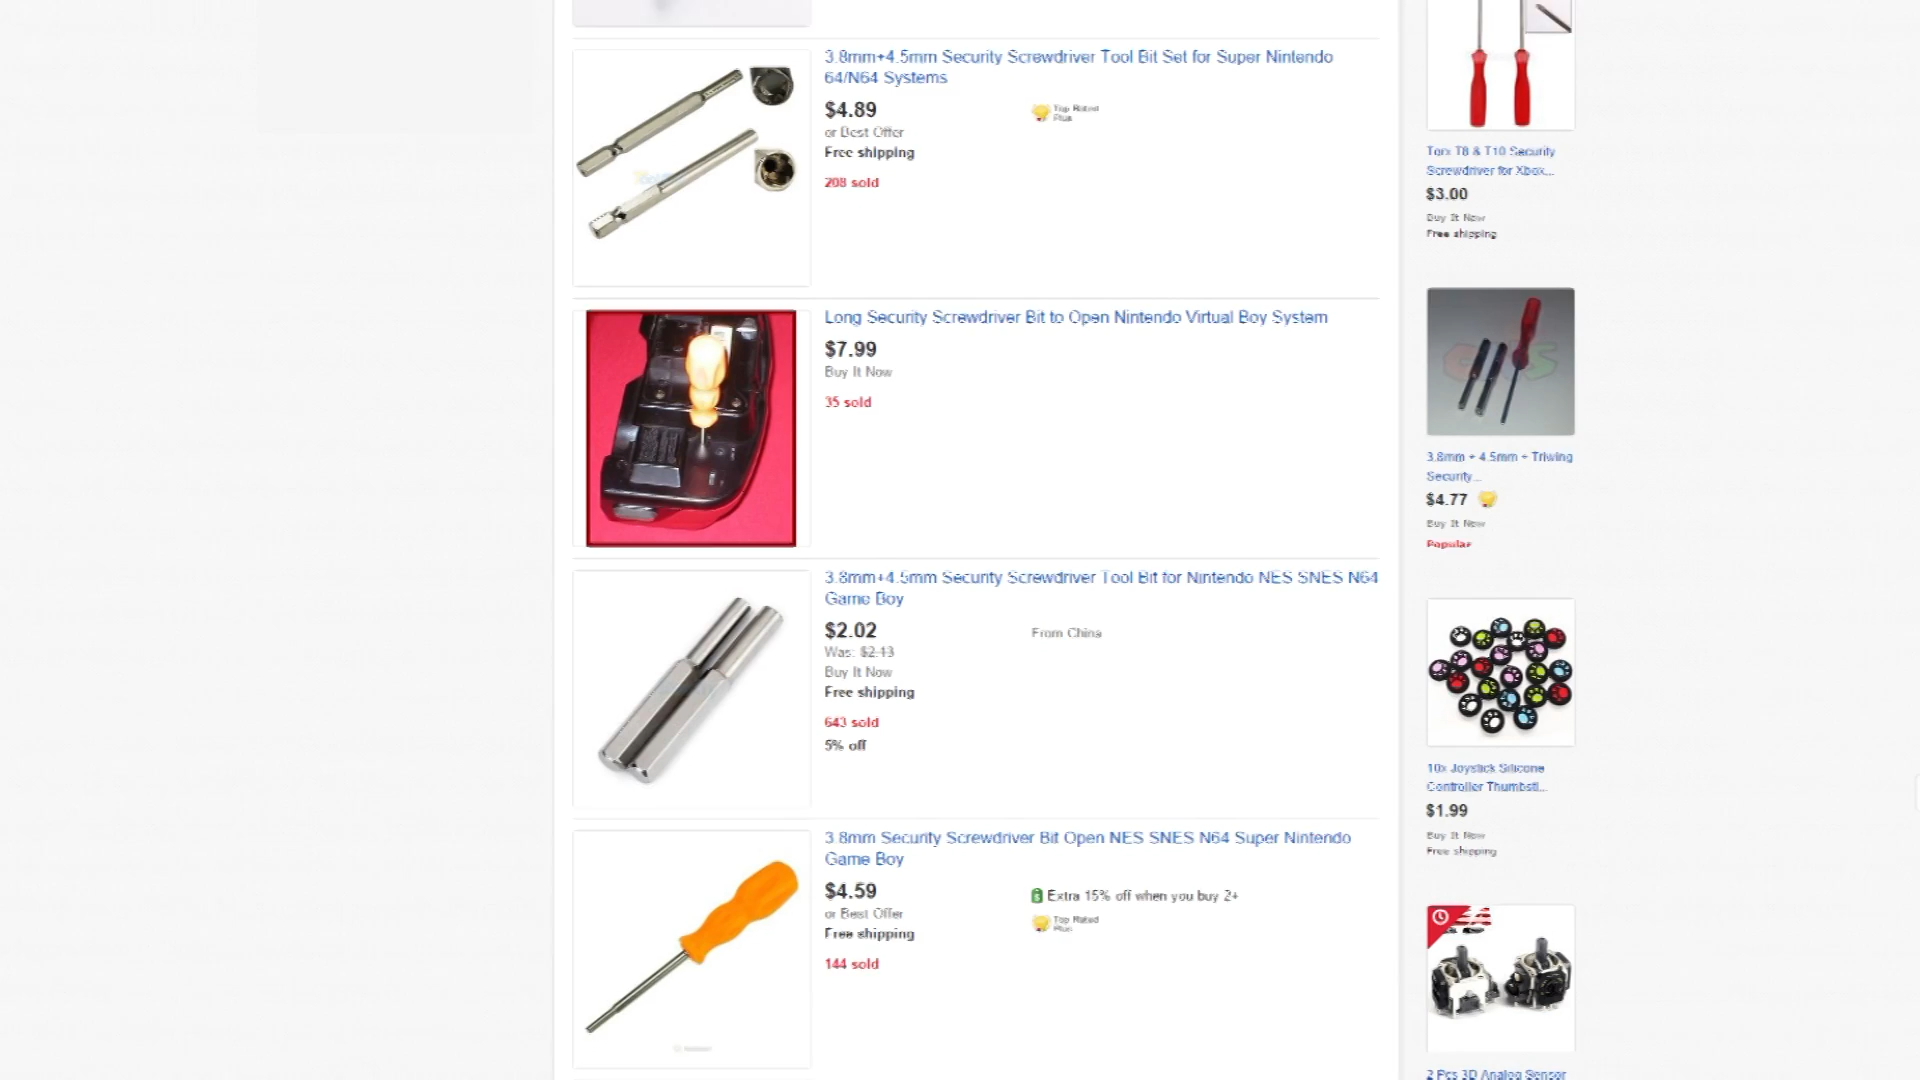 3.8mm+4.5mm Security Screwdriver Tool Bit Set for Super Nintendo
64/N64 Systems
$4.89
or Best Offer
Free shipping
208 sold
Top Rated
Plus
Long Security Screwdriver Bit to Open Nintendo Virtual Boy System
$7.99
Buy It Now
35 sold
3.8mm+4.5mm Security Screwdriver Tool Bit for Nintendo NES SNES N64
Game Boy
$2.02
Was: $2.13
Buy It Now
Free shipping
643 sold
5% off
From China
3.8mm Security Screwdriver Bit Open NES SNES N64 Super Nintendo
Game Boy
$4.59
or Best Offer
Free shipping
144 sold
Extra 15% off when you buy 2+
Top Rated
Plus
Torx T8 & T10 Security
Screwdriver for Xbox...
$3.00
Buy It Now
Free shipping
3.8mm + 4.5mm + Triwing
Security...
$4.77
Buy It Now
Popular
10x Joystick Silicone
Controller Thumbsti...
$1.99
Buy It Now
Free shipping
2 Pcs 3D Analog Sensor